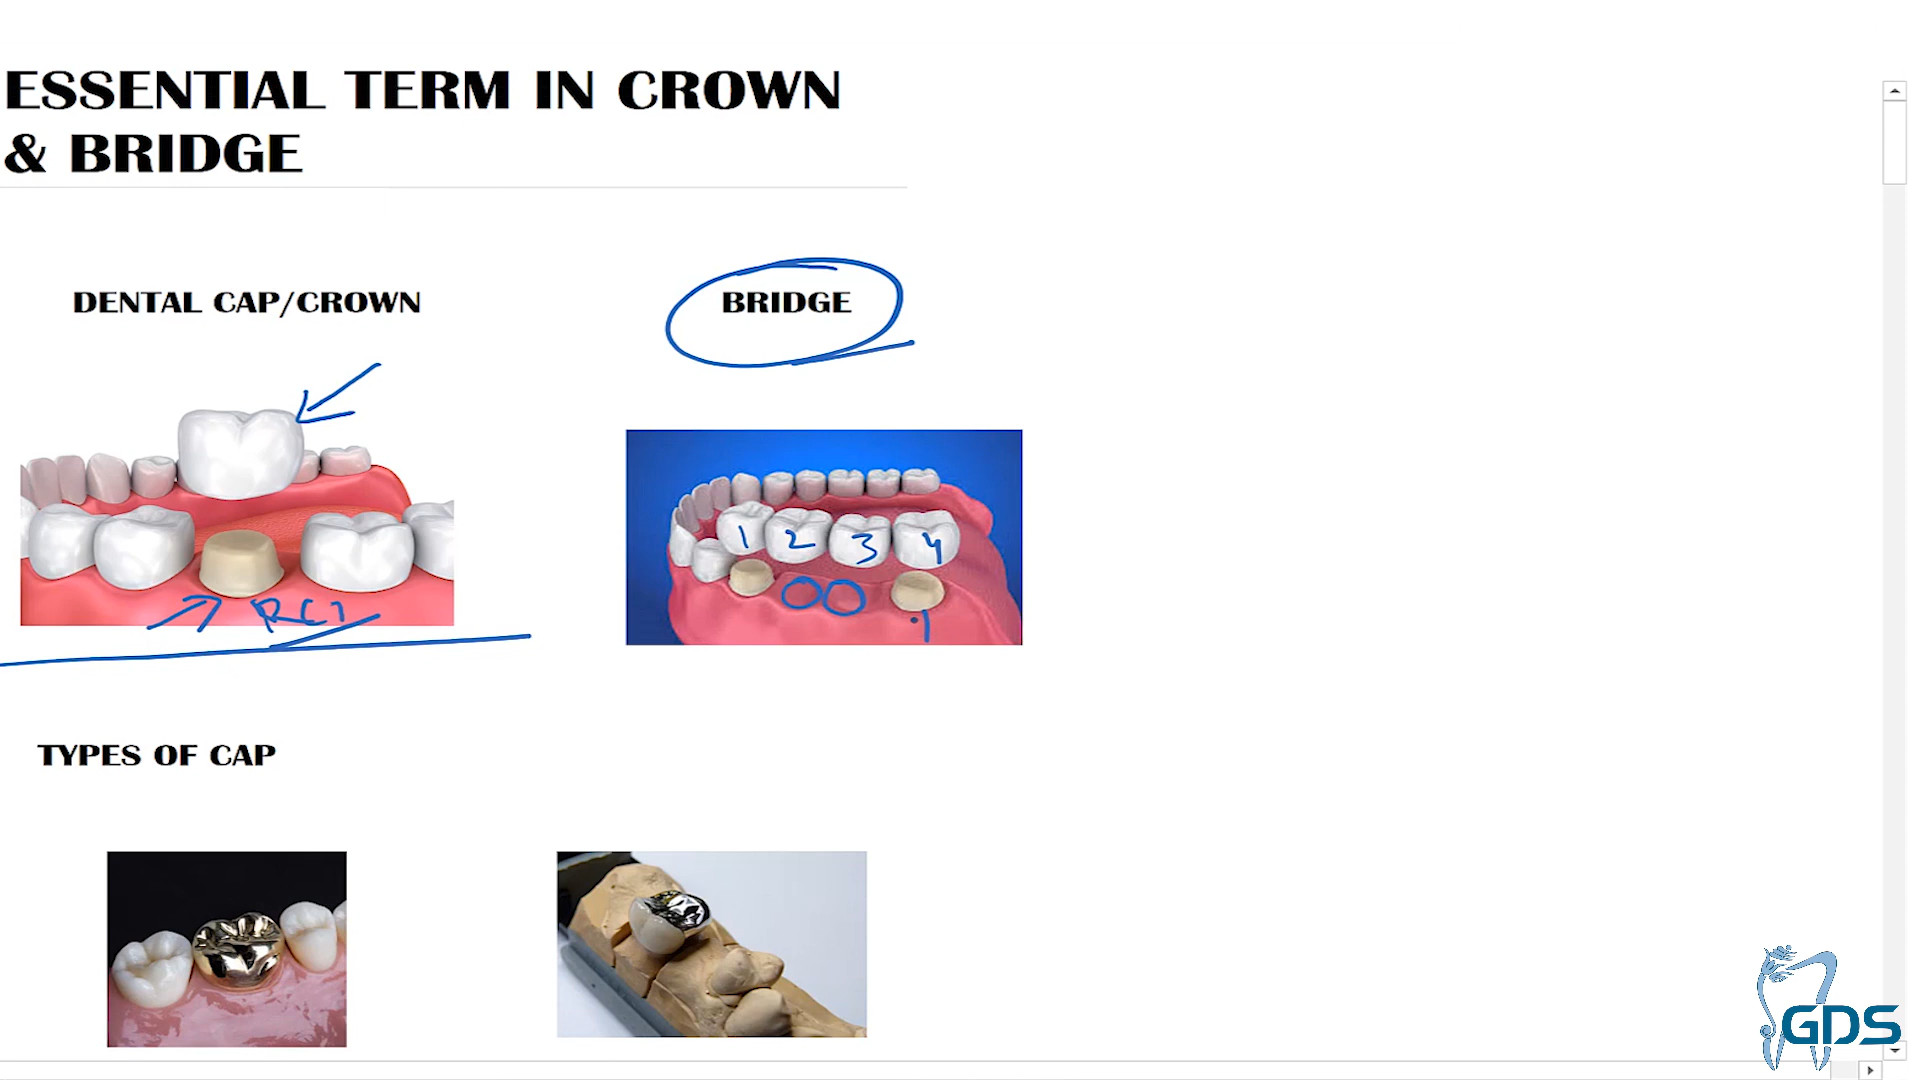 ESSENTIAL TERM IN CROWN
& BRIDGE
DENTAL CAP/CROWN
BRIDGE
1 2 3 4
RCT
TYPES OF CAP
GDS